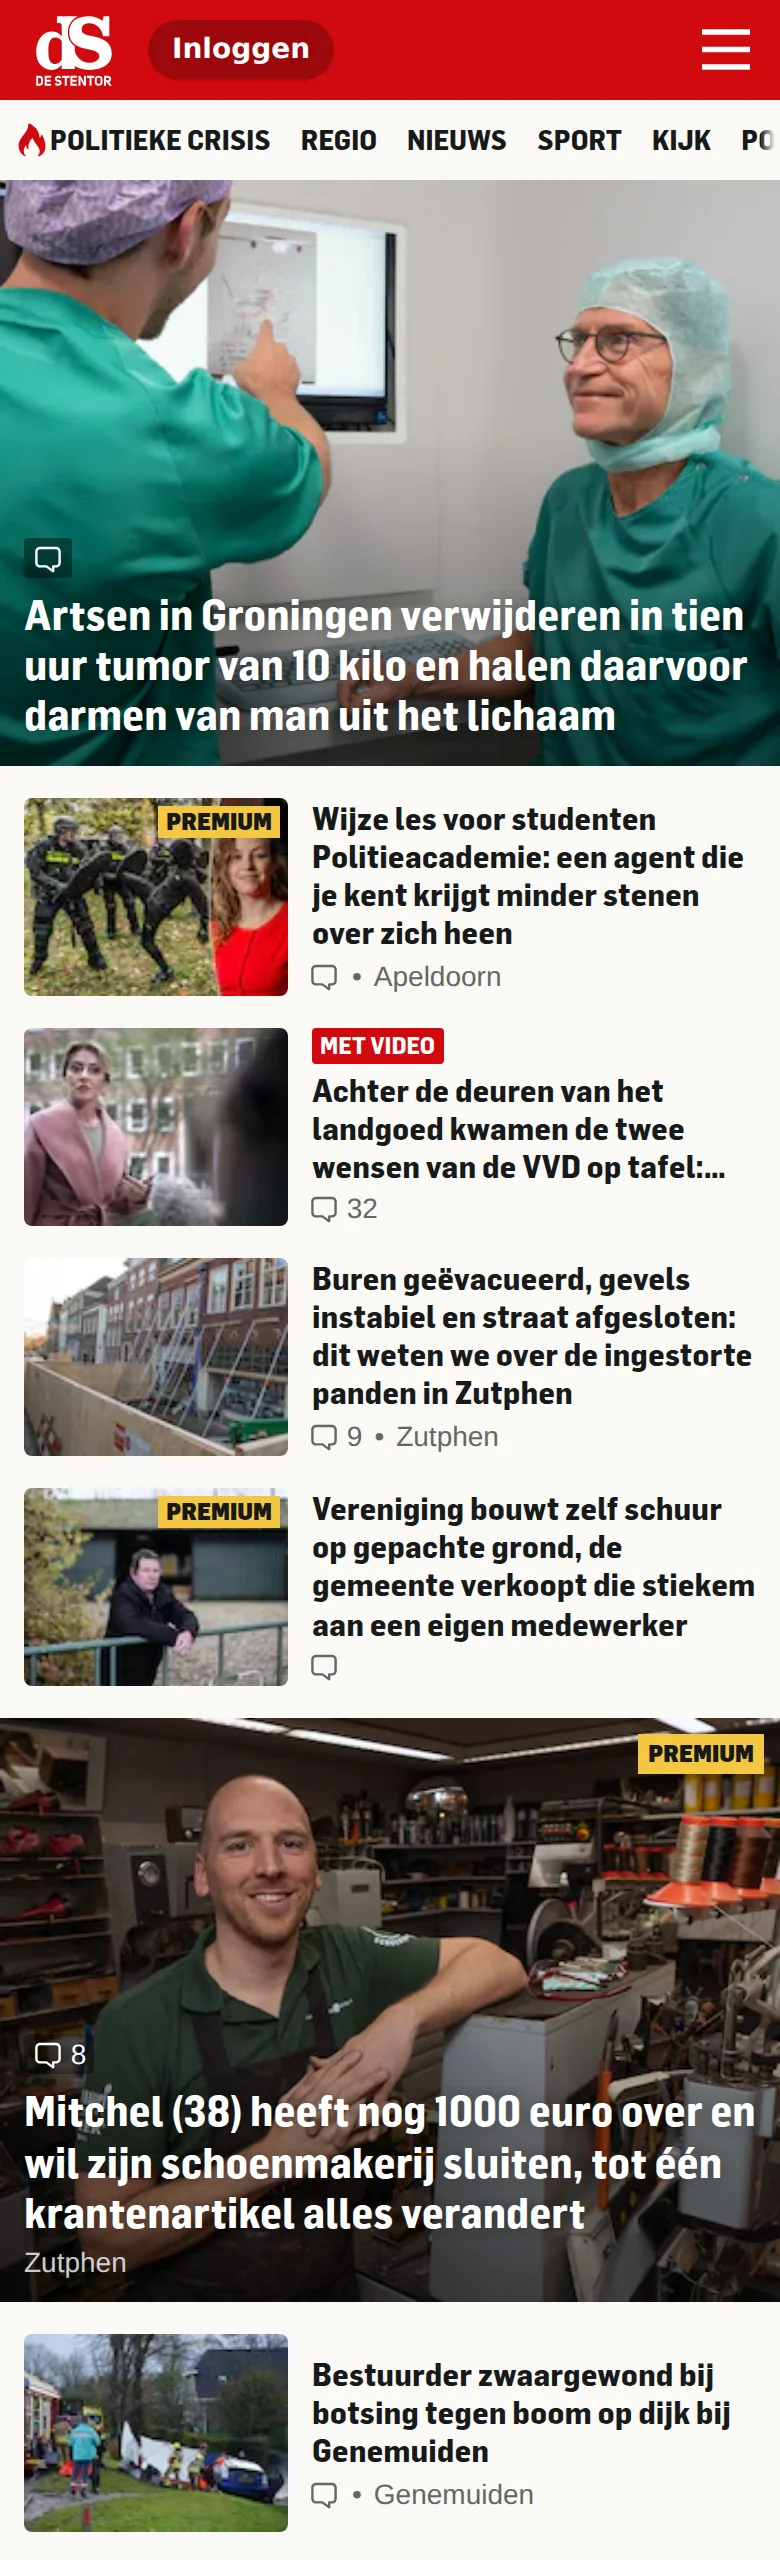 dS
DE STENTOR
Inloggen
POLITIEKE CRISIS REGIO NIEUWS SPORT KIJK PO
Artsen in Groningen verwijderen in tien
uur tumor van 10 kilo en halen daarvoor
darmen van man uit het lichaam
PREMIUM
Wijze les voor studenten
Politieacademie: een agent die
je kent krijgt minder stenen
over zich heen
• Apeldoorn
MET VIDEO
Achter de deuren van het
landgoed kwamen de twee
wensen van de VVD op tafel:...
32
Buren geëvacueerd, gevels
instabiel en straat afgesloten:
dit weten we over de ingestorte
panden in Zutphen
9 • Zutphen
PREMIUM
Vereniging bouwt zelf schuur
op gepachte grond, de
gemeente verkoopt die stiekem
aan een eigen medewerker
PREMIUM
8
Mitchel (38) heeft nog 1000 euro over en
wil zijn schoenmakerij sluiten, tot één
krantenartikel alles verandert
Zutphen
Bestuurder zwaargewond bij
botsing tegen boom op dijk bij
Genemuiden
• Genemuiden